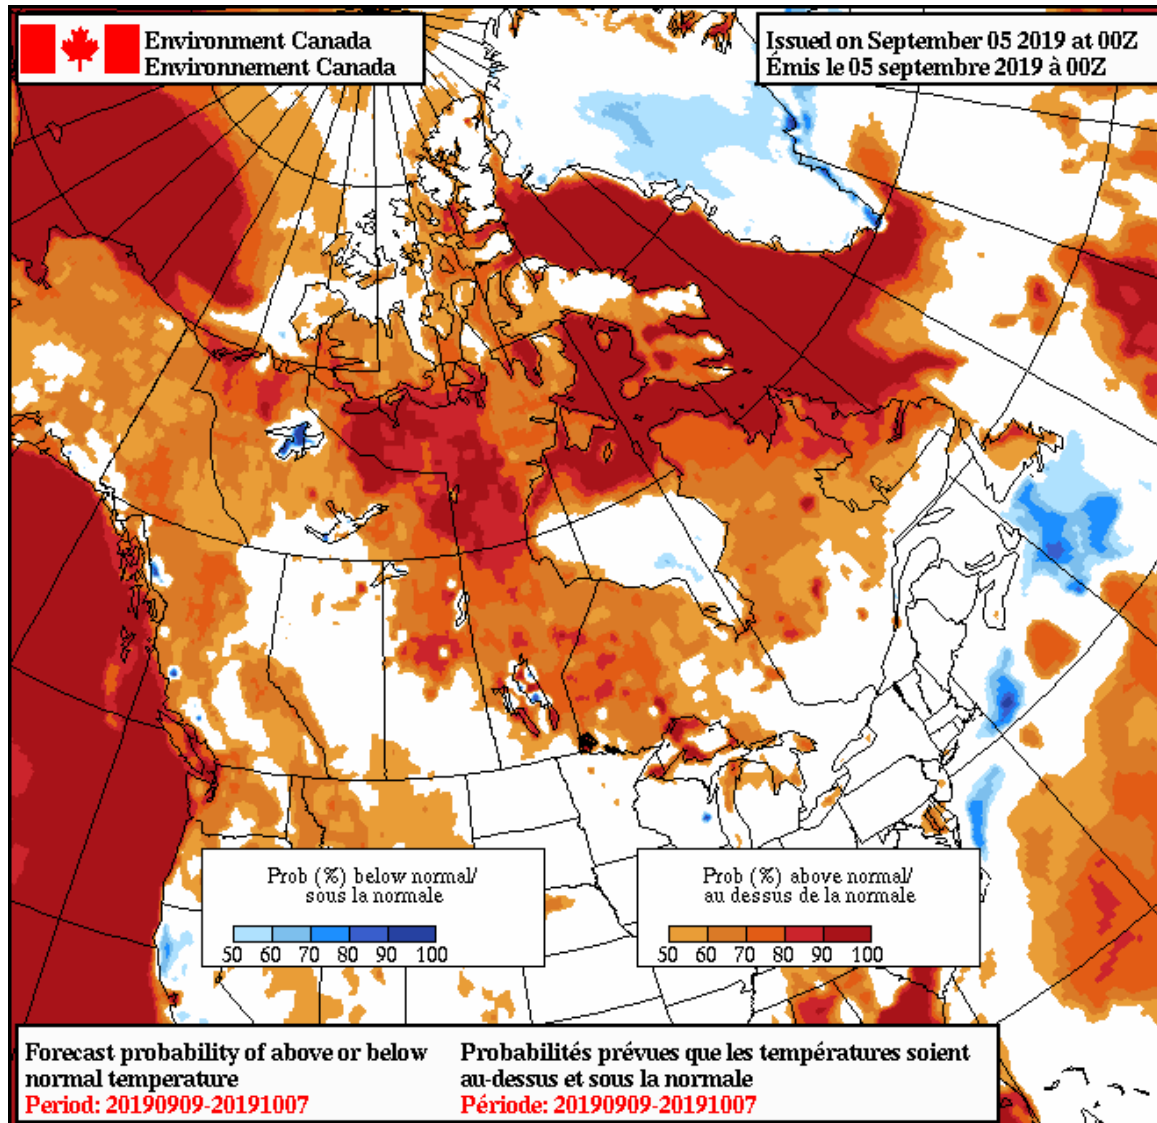 Environment Canada
Environnement Canada
Issued on September 05 2019 at 00Z
Émis le 05 septembre 2019 à 00Z
Prob (%) below normal/
sous la normale
50 60 70 80 90 100
Prob (%) above normal/
au dessus de la normale
50 60 70 80 90 100
Forecast probability of above or below
normal temperature
Period: 20190909-20191007
Probabilités prévues que les températures soient
au-dessus et sous la normale
Période: 20190909-20191007